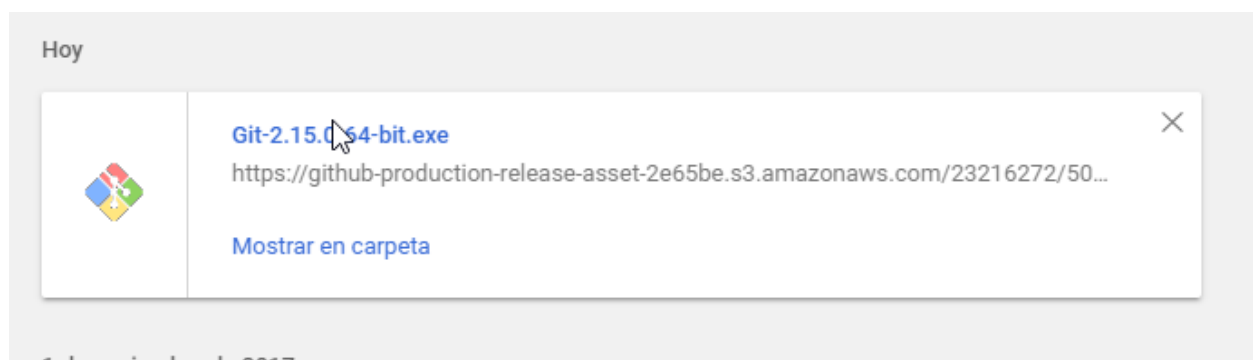 Hoy
Git-2.15.0-64-bit.exe
https://github-production-release-asset-2e65be.s3.amazonaws.com/23216272/50…
Mostrar en carpeta
2017